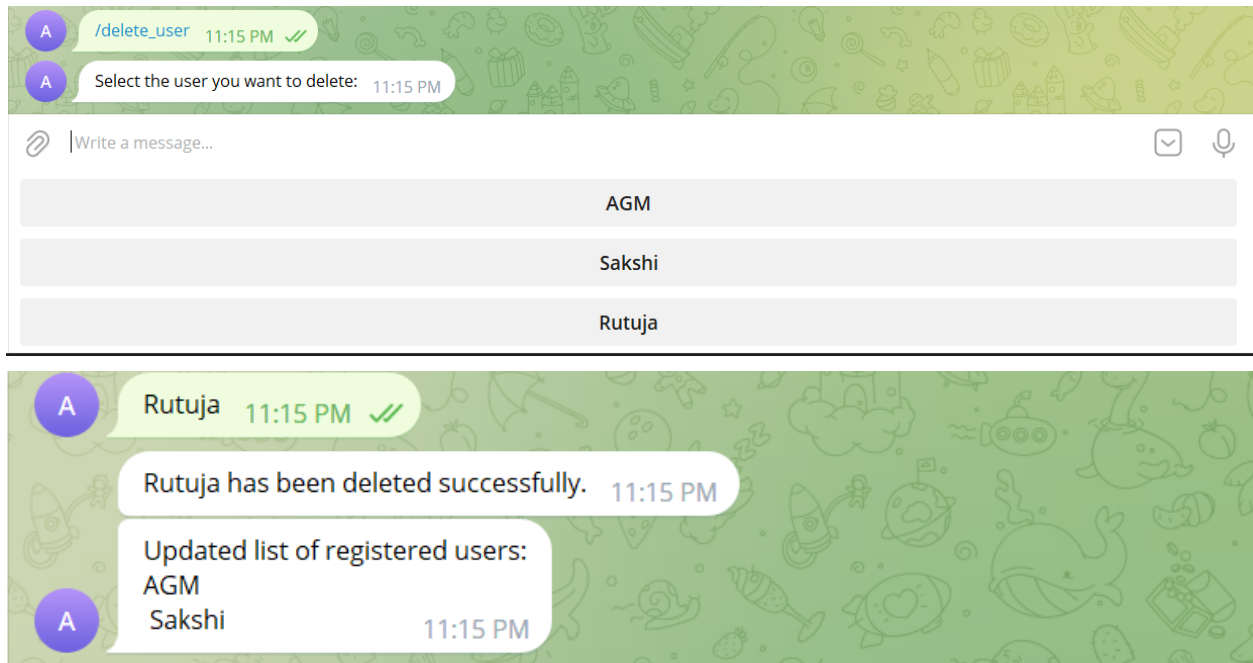 A
/delete_user 11:15 PM
A
Select the user you want to delete: 11:15 PM
Write a message...
AGM
Sakshi
Rutuja
A
Rutuja 11:15 PM
Rutuja has been deleted successfully. 11:15 PM
Updated list of registered users:
AGM
Sakshi
A
11:15 PM